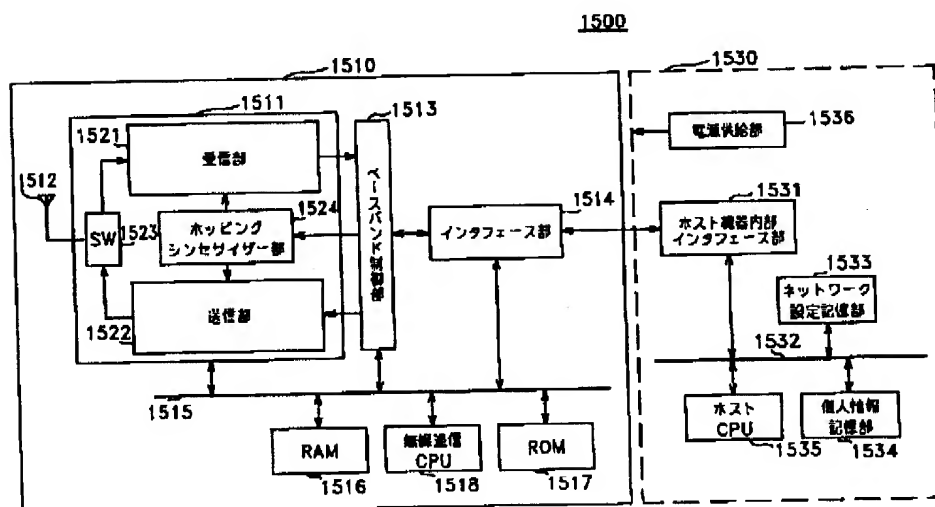 1500
1510
1530
1511
1513
1521
受信部
電源供給部
1536
1512
1514
1531
1524
SW
1523
ホッピング
シンセサイザー部
ベースバンド部
インタフェース部
ホスト機器内部
インタフェース部
1533
ネットワーク
設定記憶部
送信部
1522
1532
1515
RAM
無線通信
CPU
ROM
ホスト
CPU
個人情報
記憶部
1516
1518
1517
1535
1534